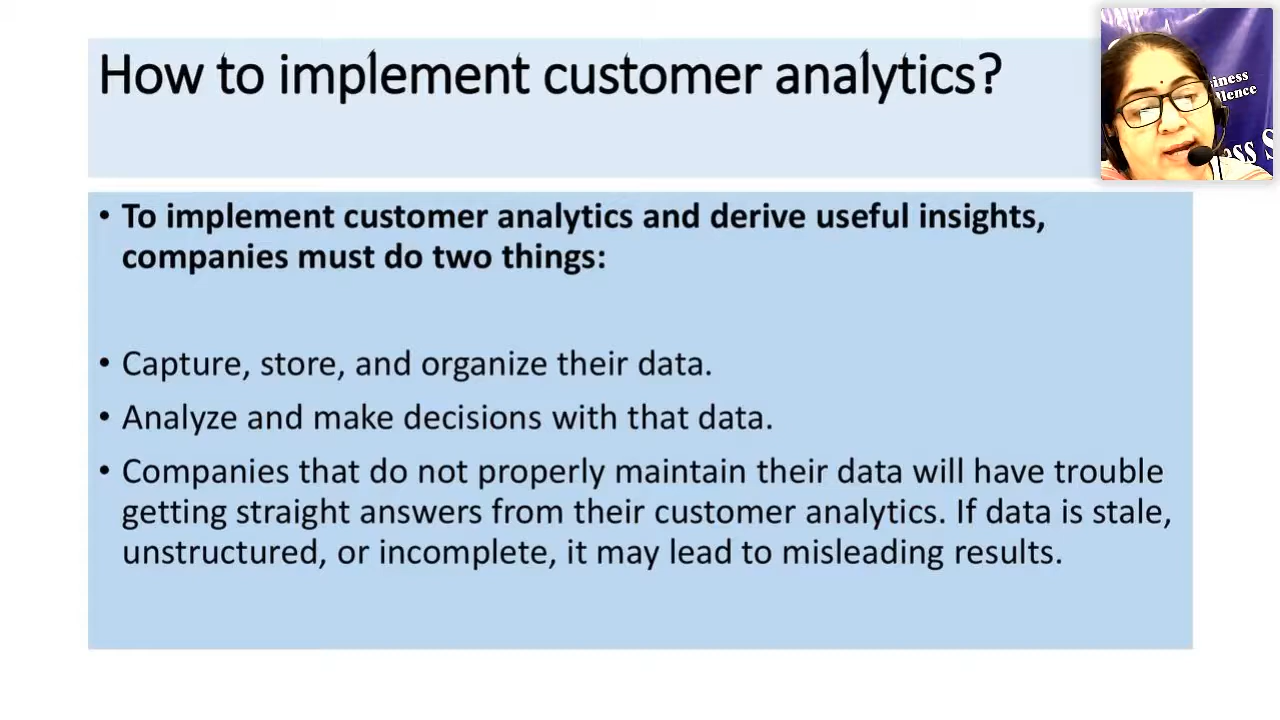 How to implement customer analytics?
• To implement customer analytics and derive useful insights,
companies must do two things:
• Capture, store, and organize their data.
• Analyze and make decisions with that data.
• Companies that do not properly maintain their data will have trouble
getting straight answers from their customer analytics. If data is stale,
unstructured, or incomplete, it may lead to misleading results.